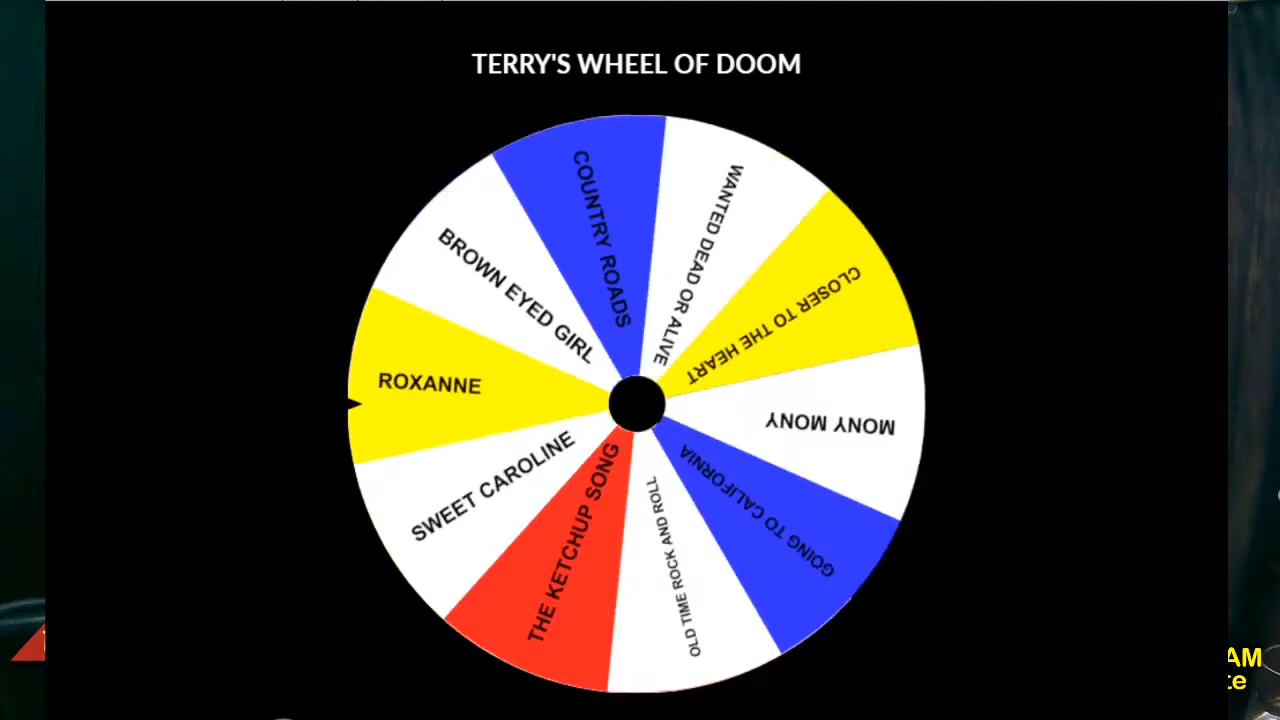 TERRY'S WHEEL OF DOOM
COUNTRY ROADS
WANTED DEAD OR ALIVE
CLOSER TO THE HEART
MONY MONY
GOING TO CALIFORNIA
OLD TIME ROCK AND ROLL
THE KETCHUP SONG
SWEET CAROLINE
ROXANNE
BROWN EYED GIRL
AM